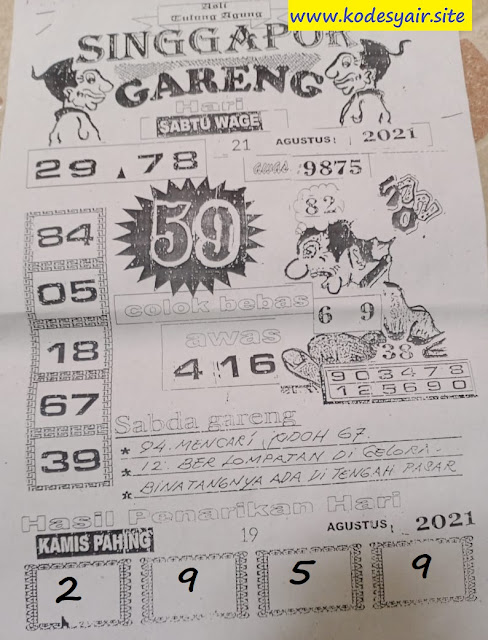 www.kodesyair.site
Asli
Tulung Agung
SINGGAPUR
GARENG
Hari
SABTU WAGE
21 AGUSTUS: 2021
29.78
9875
84
59
82
05
colok bebas
6 9
18
awas
416
38
903478
125690
67
39
Sabda gareng
* 94. MENCARI JODOH 67.
* 12. BER LOMPATAN DI GELORA.
* BINATANGNYA ADA DI TENGAH PASAR
Hasil Penarikan Hari
KAMIS PAHING
19 AGUSTUS: 2021
2 9 5 9